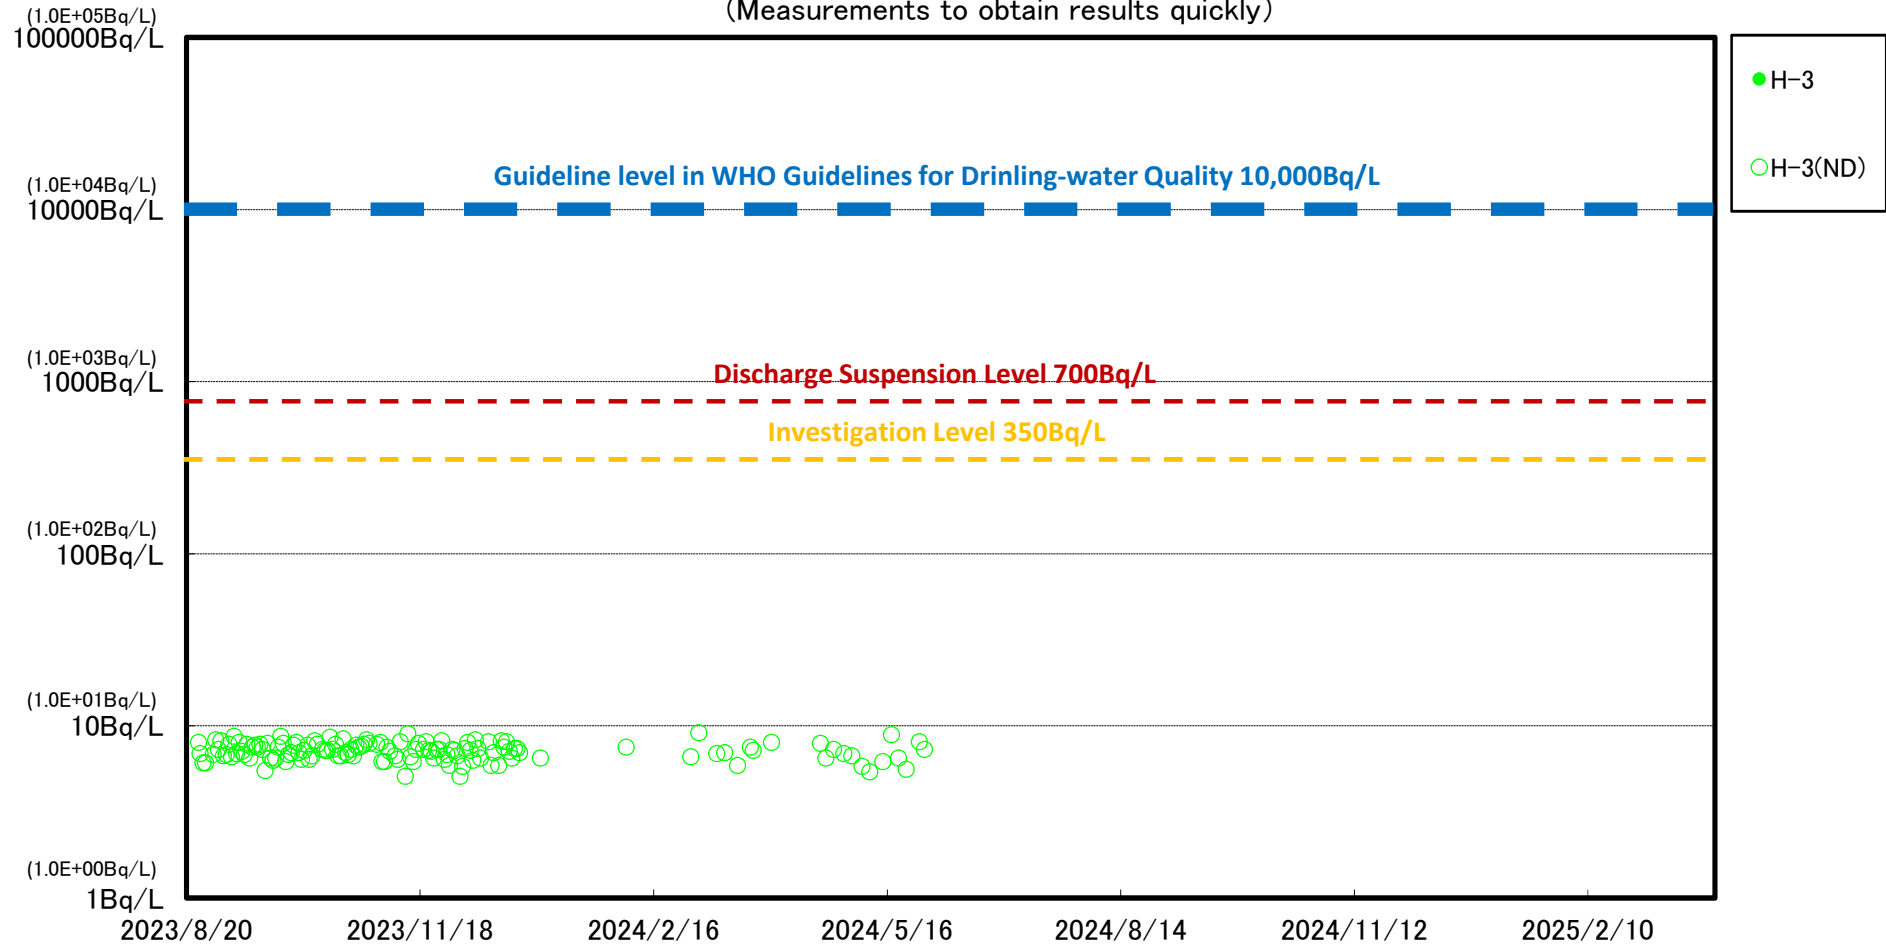 (Measurements to obtain results quickly)
(1.0E+05Bq/L)
100000Bq/L
H-3
H-3(ND)
Guideline level in WHO Guidelines for Drinling-water Quality 10,000Bq/L
(1.0E+04Bq/L)
10000Bq/L
(1.0E+03Bq/L)
1000Bq/L
Discharge Suspension Level 700Bq/L
Investigation Level 350Bq/L
(1.0E+02Bq/L)
100Bq/L
(1.0E+01Bq/L)
10Bq/L
(1.0E+00Bq/L)
1Bq/L
2023/8/20 2023/11/18 2024/2/16 2024/5/16 2024/8/14 2024/11/12 2025/2/10